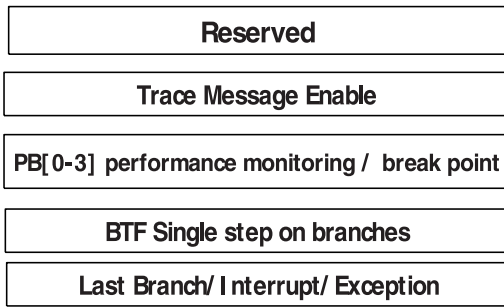 Reserved
Trace Message Enable
PB[0-3] performance monitoring / break point
BTF Single step on branches
Last Branch/ Interrupt/ Exception